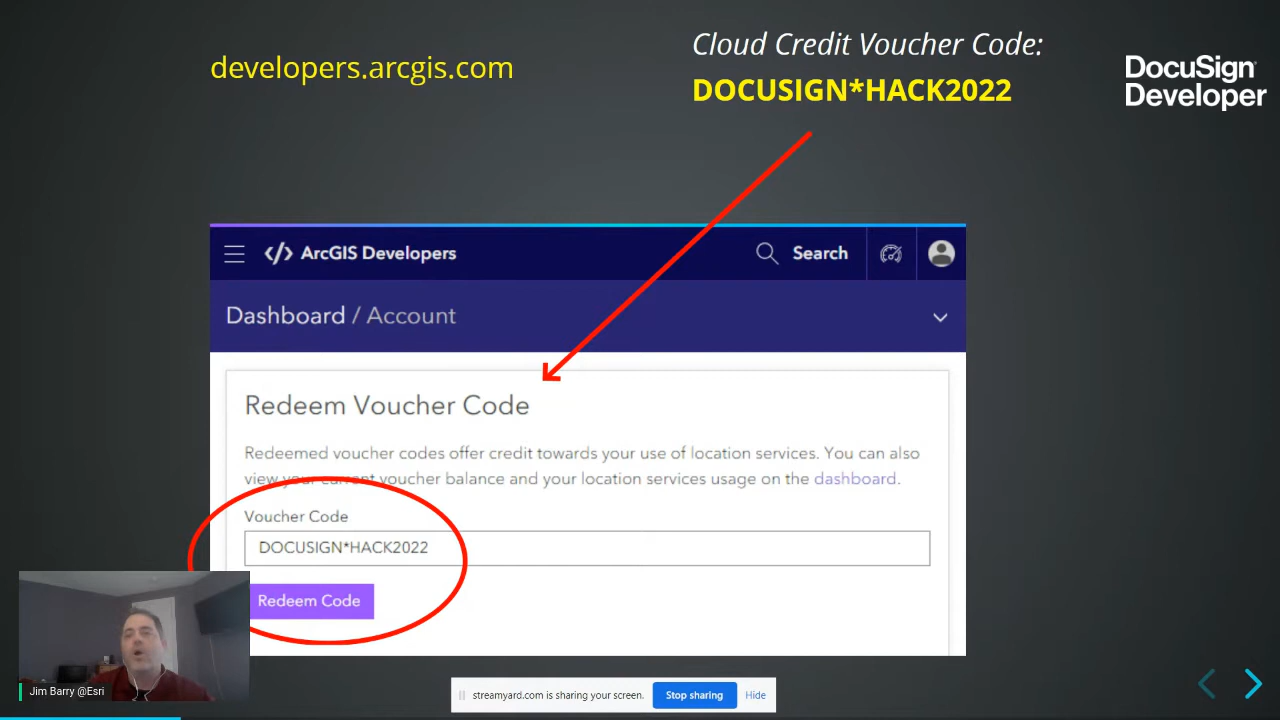 developers.arcgis.com
Cloud Credit Voucher Code:
DOCUSIGN*HACK2022
DocuSign
Developer
</> ArcGIS Developers
Search
Dashboard / Account
Redeem Voucher Code
Redeemed voucher codes offer credit towards your use of location services. You can also
view your current voucher balance and your location services usage on the dashboard.
Voucher Code
DOCUSIGN*HACK2022
Redeem Code
Jim Barry @Esri
streamyard.com is sharing your screen.
Stop sharing
Hide